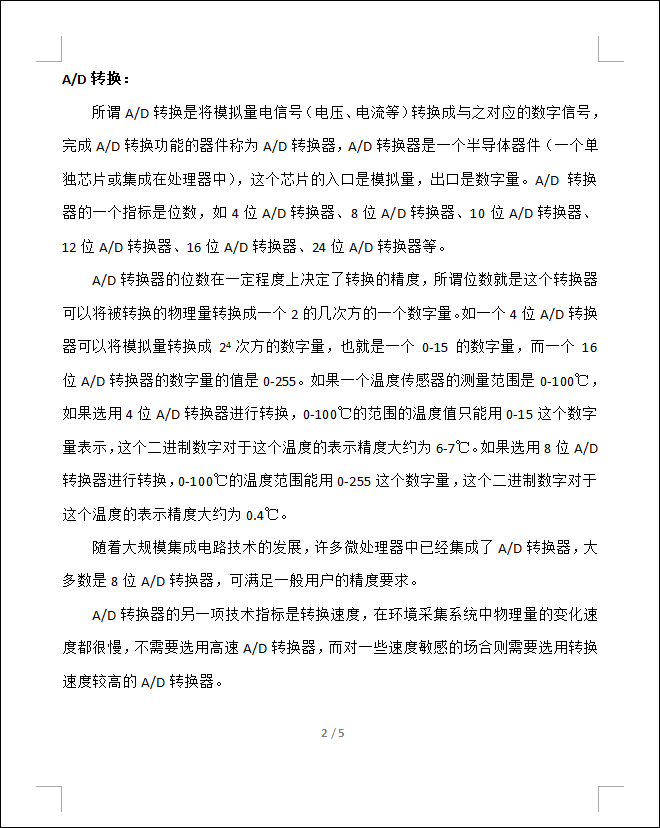 A/D 转换：
所谓 A/D 转换是将模拟量电信号（电压、电流等）转换成与之对应的数字信号，
完成 A/D 转换功能的器件称为 A/D 转换器，A/D 转换器是一个半导体器件（一个单
独芯片或集成在处理器中），这个芯片的入口是模拟量，出口是数字量。A/D 转换
器的一个指标是位数，如 4 位 A/D 转换器、8 位 A/D 转换器、10 位 A/D 转换器、
12 位 A/D 转换器、16 位 A/D 转换器、24 位 A/D 转换器等。
A/D 转换器的位数在一定程度上决定了转换的精度，所谓位数就是这个转换器
可以将被转换的物理量转换成一个 2 的几次方的一个数字量。如一个 4 位 A/D 转换
器可以将模拟量转换成 2⁴ 次方的数字量，也就是一个 0-15 的数字量，而一个 16
位 A/D 转换器的数字量的值是 0-255。如果一个温度传感器的测量范围是 0-100℃，
如果选用 4 位 A/D 转换器进行转换，0-100℃的范围的温度值只能用 0-15 这个数字
量表示，这个二进制数字对于这个温度的表示精度大约为 6-7℃。如果选用 8 位 A/D
转换器进行转换，0-100℃的温度范围能用 0-255 这个数字量，这个二进制数字对于
这个温度的表示精度大约为 0.4℃。
随着大规模集成电路技术的发展，许多微处理器中已经集成了 A/D 转换器，大
多数是 8 位 A/D 转换器，可满足一般用户的精度要求。
A/D 转换器的另一项技术指标是转换速度，在环境采集系统中物理量的变化速
度都很慢，不需要选用高速 A/D 转换器，而对一些速度敏感的场合则需要选用转换
速度较高的 A/D 转换器。
2 / 5